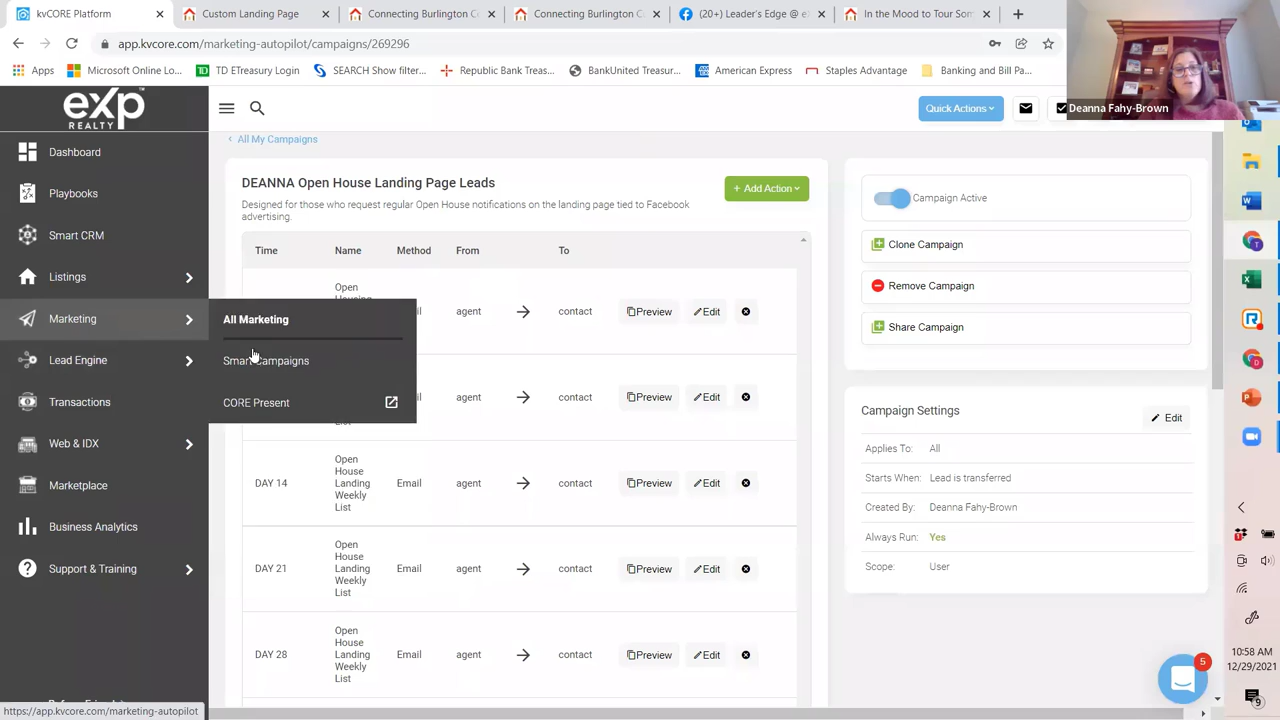 kvCORE Platform
Custom Landing Page
Connecting Burlington C
Connecting Burlington C
(20+) Leader's Edge @ e
In the Mood to Tour Som
app.kvcore.com/marketing-autopilot/campaigns/269296
Apps
Microsoft Online Lo...
TD ETreasury Login
SEARCH Show filter...
Republic Bank Treas...
BankUnited Treasur...
American Express
Staples Advantage
Banking and Bill Pa...
Deanna Fahy-Brown
exp
REALTY
Quick Actions
Dashboard
Playbooks
Smart CRM
Listings
Marketing
Lead Engine
Transactions
Web & IDX
Marketplace
Business Analytics
Support & Training
All Marketing
Smart Campaigns
CORE Present
All My Campaigns
DEANNA Open House Landing Page Leads
Designed for those who request regular Open House notifications on the landing page tied to Facebook
advertising.
+ Add Action
Time Name Method From To
Open
agent contact Preview Edit
agent contact Preview Edit
DAY 14 Open House Landing Weekly List Email agent contact Preview Edit
DAY 21 Open House Landing Weekly List Email agent contact Preview Edit
DAY 28 Open House Landing Weekly List Email agent contact Preview Edit
Campaign Active
Clone Campaign
Remove Campaign
Share Campaign
Campaign Settings
Edit
Applies To: All
Starts When: Lead is transferred
Created By: Deanna Fahy-Brown
Always Run: Yes
Scope: User
5
10:58 AM
12/29/2021
9
https://app.kvcore.com/marketing-autopilot